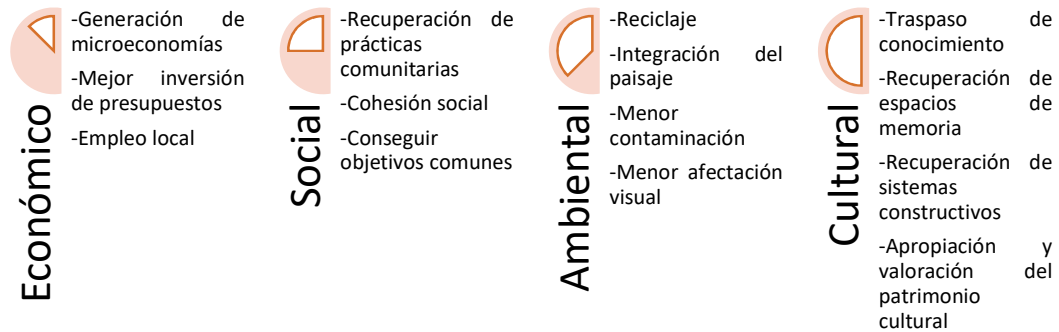 Económico
-Generación de
microeconomías
-Mejor inversión
de presupuestos
-Empleo local
Social
-Recuperación de
prácticas
comunitarias
-Cohesión social
-Conseguir
objetivos comunes
Ambiental
-Reciclaje
-Integración del
paisaje
-Menor
contaminación
-Menor afectación
visual
Cultural
-Traspaso de
conocimiento
-Recuperación de
espacios de
memoria
-Recuperación de
sistemas
constructivos
-Apropiación y
valoración del
patrimonio
cultural